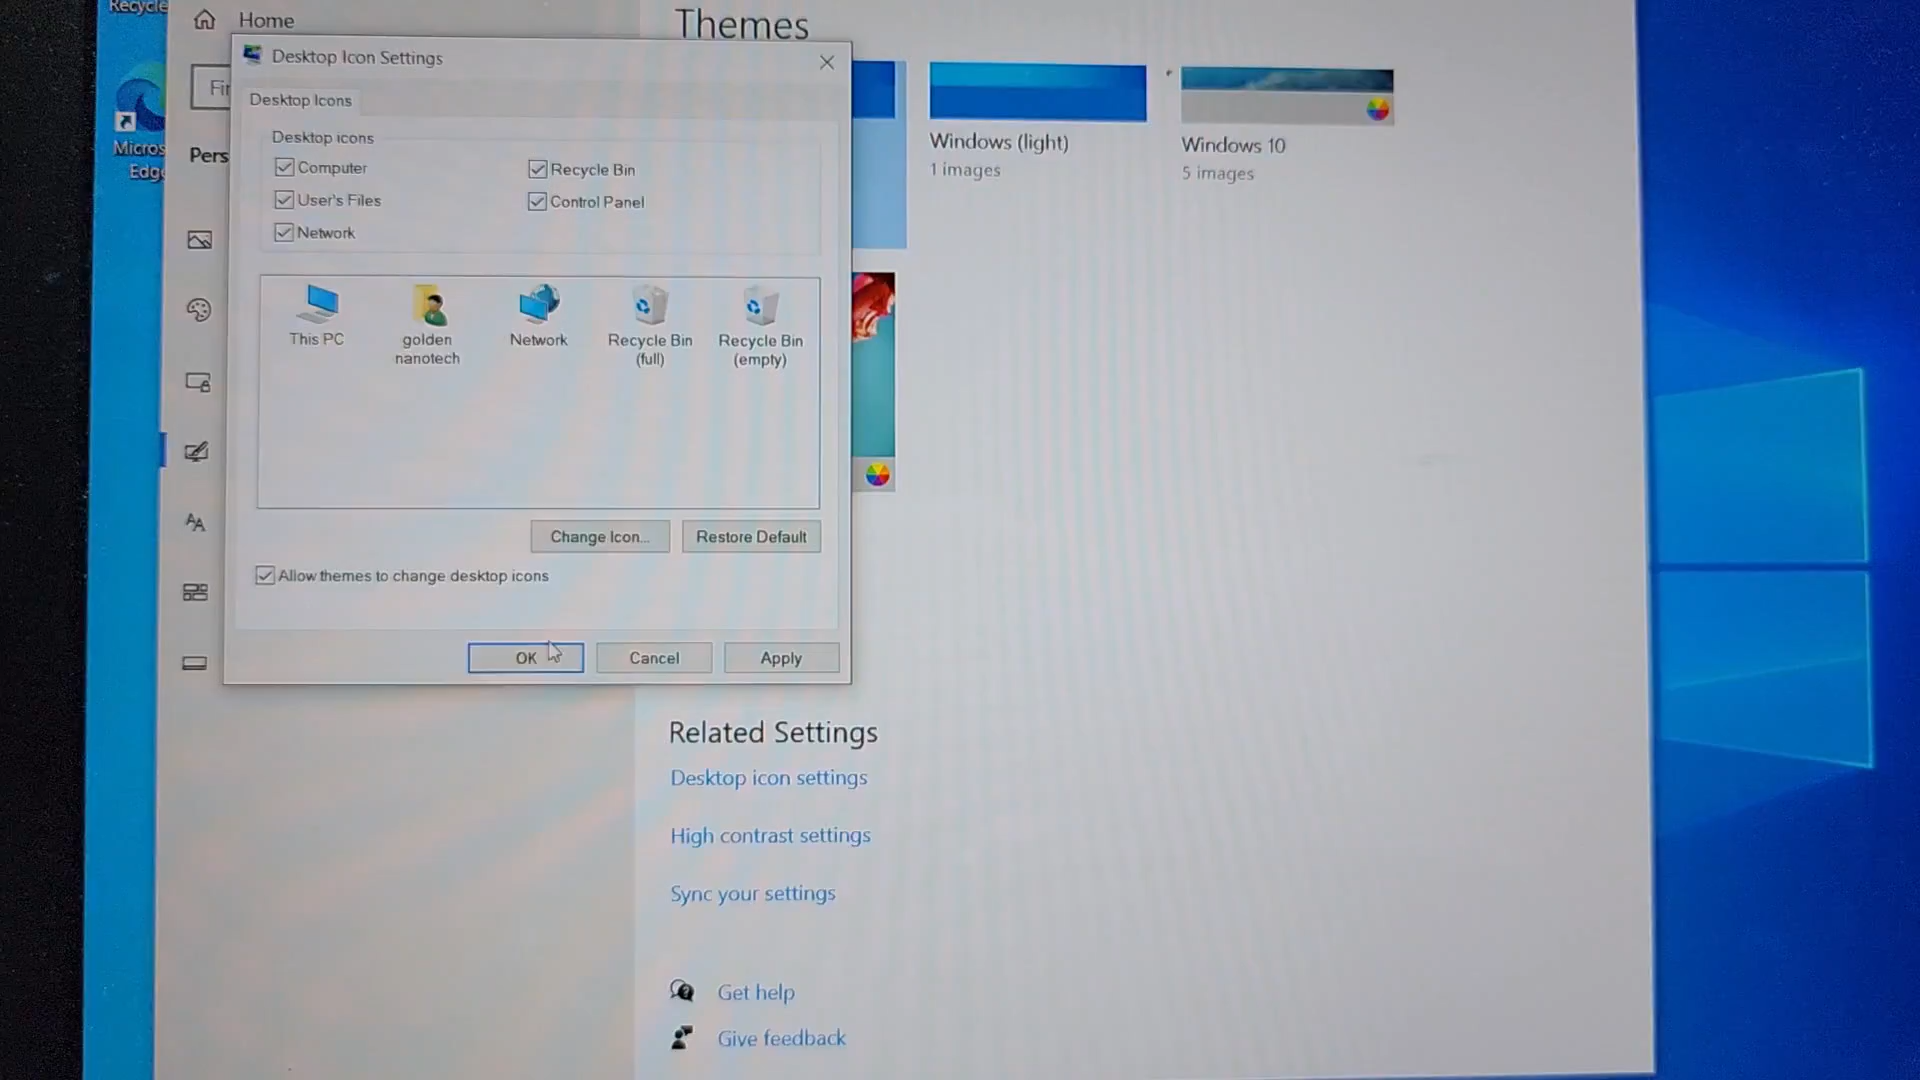 Recycle
Home
Themes
Desktop Icon Settings
Fin
Desktop Icons
Desktop icons
Computer
Recycle Bin
User's Files
Control Panel
Network
Micros
Edge
Pers
Windows (light)
1 images
Windows 10
5 images
This PC
golden
nanotech
Network
Recycle Bin
(full)
Recycle Bin
(empty)
Change Icon...
Restore Default
Allow themes to change desktop icons
OK
Cancel
Apply
Related Settings
Desktop icon settings
High contrast settings
Sync your settings
Get help
Give feedback